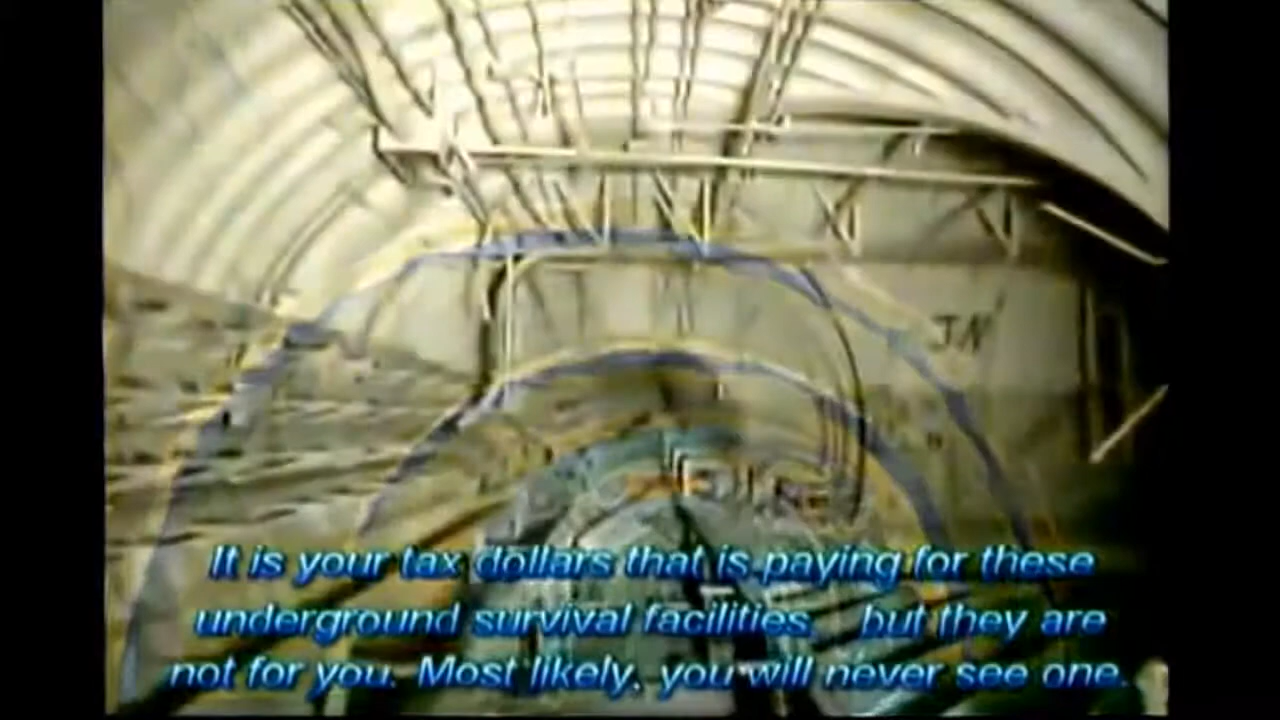 JN
It is your tax dollars that is paying for these
underground survival facilities, but they are
not for you. Most likely, you will never see one.